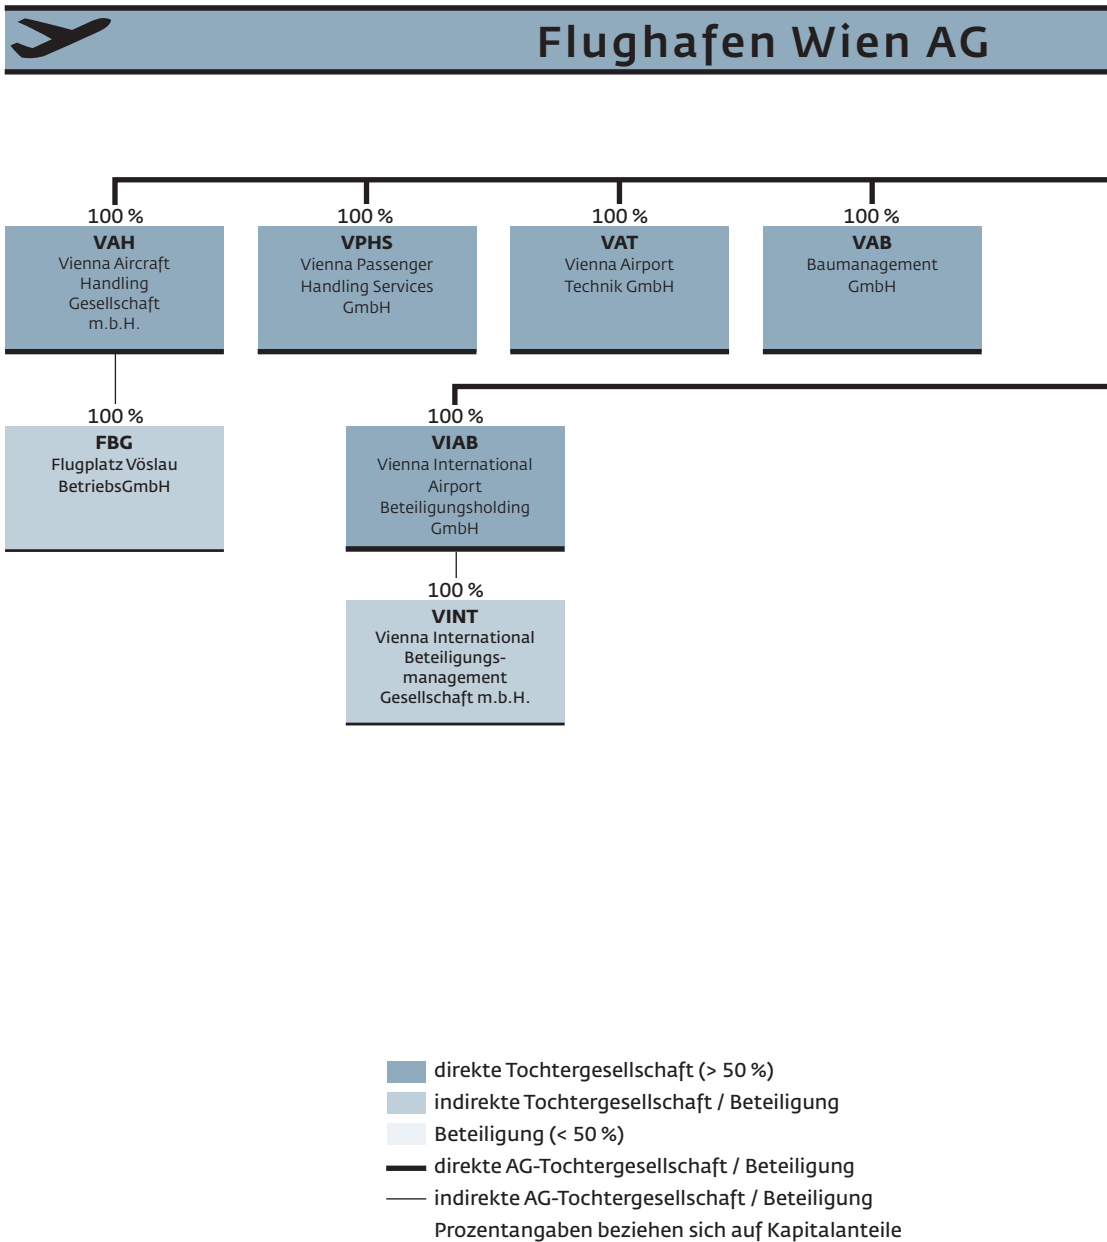 Flughafen Wien AG
100 %
100 %
100 %
100 %
VAH
Vienna Aircraft
Handling
Gesellschaft
m.b.H.
VPHS
Vienna Passenger
Handling Services
GmbH
VAT
Vienna Airport
Technik GmbH
VAB
Baumanagement
GmbH
100 %
FBG
Flugplatz Vöslau
BetriebsGmbH
100 %
VIAB
Vienna International
Airport
Beteiligungsholding
GmbH
100 %
VINT
Vienna International
Beteiligungs-
management
Gesellschaft m.b.H.
direkte Tochtergesellschaft (> 50 %)
indirekte Tochtergesellschaft / Beteiligung
Beteiligung (< 50 %)
direkte AG-Tochtergesellschaft / Beteiligung
indirekte AG-Tochtergesellschaft / Beteiligung
Prozentangaben beziehen sich auf Kapitalanteile